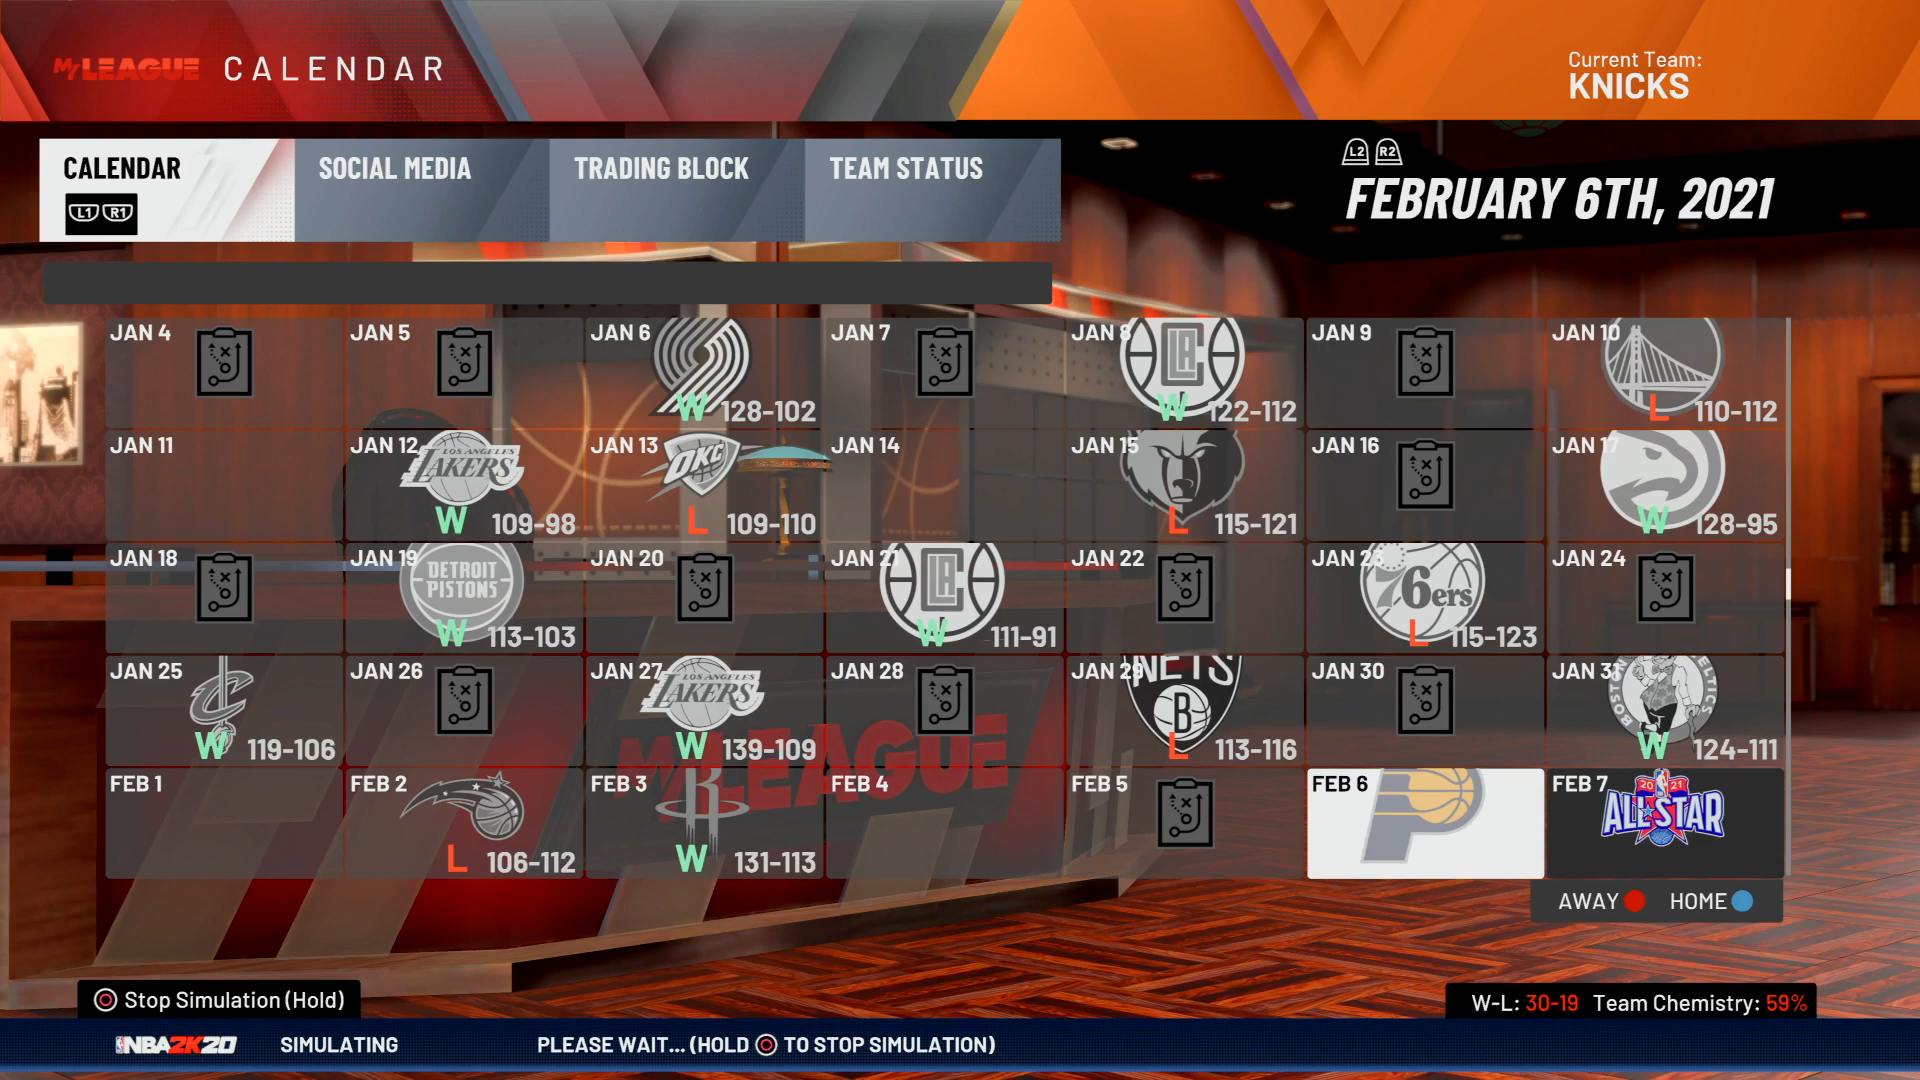 MyLEAGUE CALENDAR
Current Team:
KNICKS
CALENDAR
L1 R1
SOCIAL MEDIA
TRADING BLOCK
TEAM STATUS
L2 R2
FEBRUARY 6TH, 2021
JAN 4
JAN 5
JAN 6
W 128-102
JAN 7
JAN 8
LAC
W 122-112
JAN 9
JAN 10
L 110-112
JAN 11
JAN 12
LOS ANGELES
LAKERS
W 109-98
JAN 13
OKC
L 109-110
JAN 14
JAN 15
L 115-121
JAN 16
JAN 17
W 128-95
JAN 18
JAN 19
DETROIT
PISTONS
W 113-103
JAN 20
JAN 21
LAC
W 111-91
JAN 22
JAN 23
76ers
L 115-123
JAN 24
JAN 25
C
W 119-106
JAN 26
JAN 27
LOS ANGELES
LAKERS
W 139-109
JAN 28
JAN 29
NETS
B
L 113-116
JAN 30
JAN 31
BOSTON CELTICS
W 124-111
FEB 1
FEB 2
L 106-112
FEB 3
R
W 131-113
FEB 4
FEB 5
FEB 6
P
FEB 7
2021
ALL STAR
MyLEAGUE
AWAY HOME
Stop Simulation (Hold)
W-L: 30-19 Team Chemistry: 59%
NBA2K20
SIMULATING
PLEASE WAIT... (HOLD TO STOP SIMULATION)